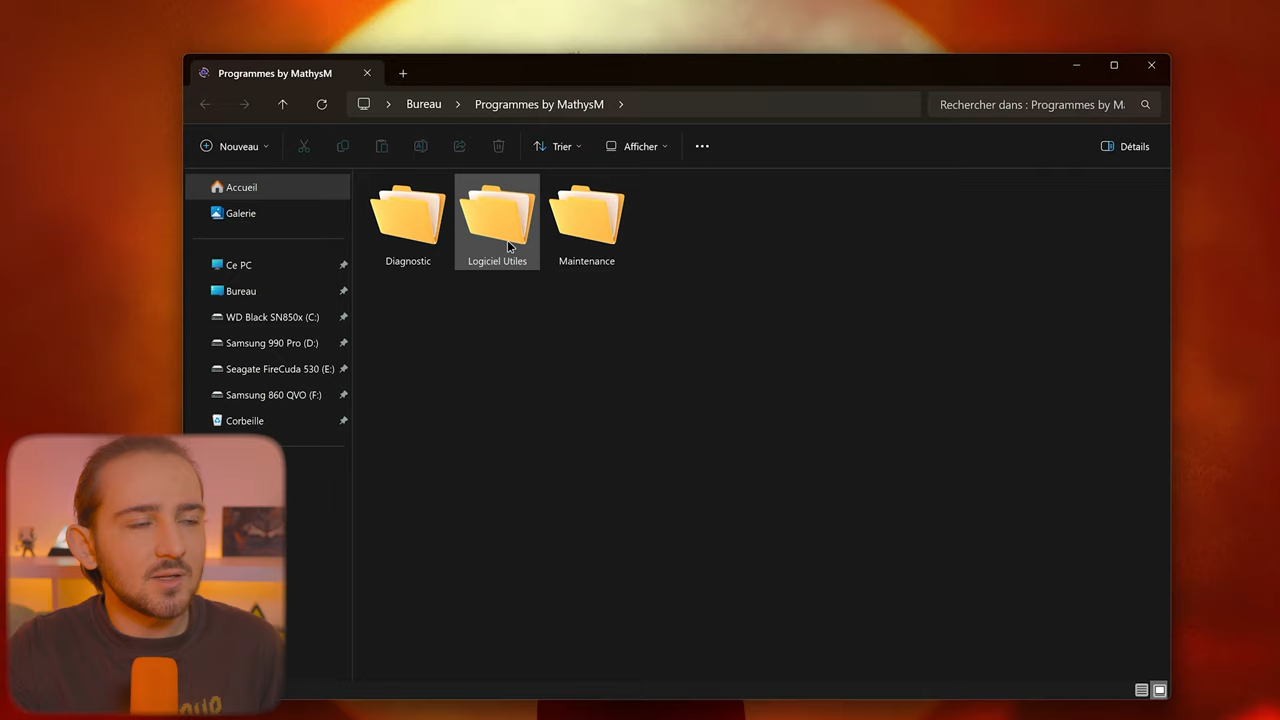 Programmes by MathysM
Bureau
Programmes by MathysM
Rechercher dans : Programmes by M
Nouveau
Trier
Afficher
Détails
Accueil
Galerie
Ce PC
Bureau
WD Black SN850x (C:)
Samsung 990 Pro (D:)
Seagate FireCuda 530 (E:)
Samsung 860 QVO (F:)
Corbeille
Diagnostic
Logiciel Utiles
Maintenance